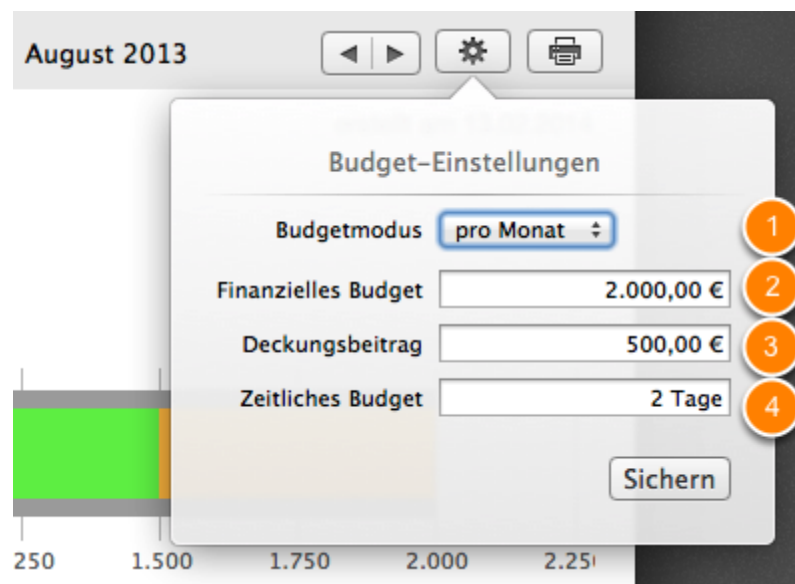 August 2013
Budget-Einstellungen
Budgetmodus pro Monat 1
Finanzielles Budget 2.000,00 € 2
Deckungsbeitrag 500,00 € 3
Zeitliches Budget 2 Tage 4
Sichern
250 1.500 1.750 2.000